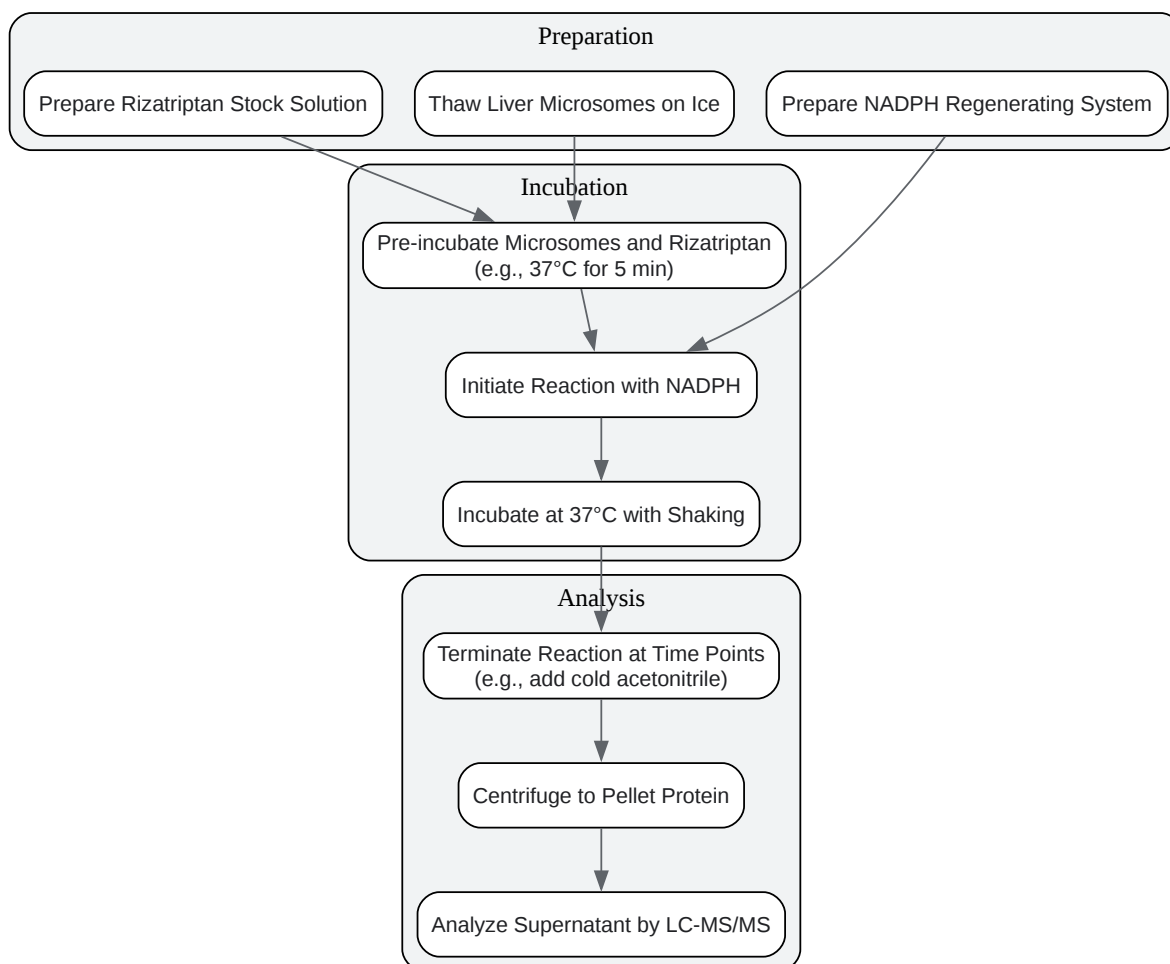 Preparation
Prepare Rizatriptan Stock Solution
Thaw Liver Microsomes on Ice
Prepare NADPH Regenerating System
Incubation
Pre-incubate Microsomes and Rizatriptan
(e.g., 37°C for 5 min)
Initiate Reaction with NADPH
Incubate at 37°C with Shaking
Analysis
Terminate Reaction at Time Points
(e.g., add cold acetonitrile)
Centrifuge to Pellet Protein
Analyze Supernatant by LC-MS/MS